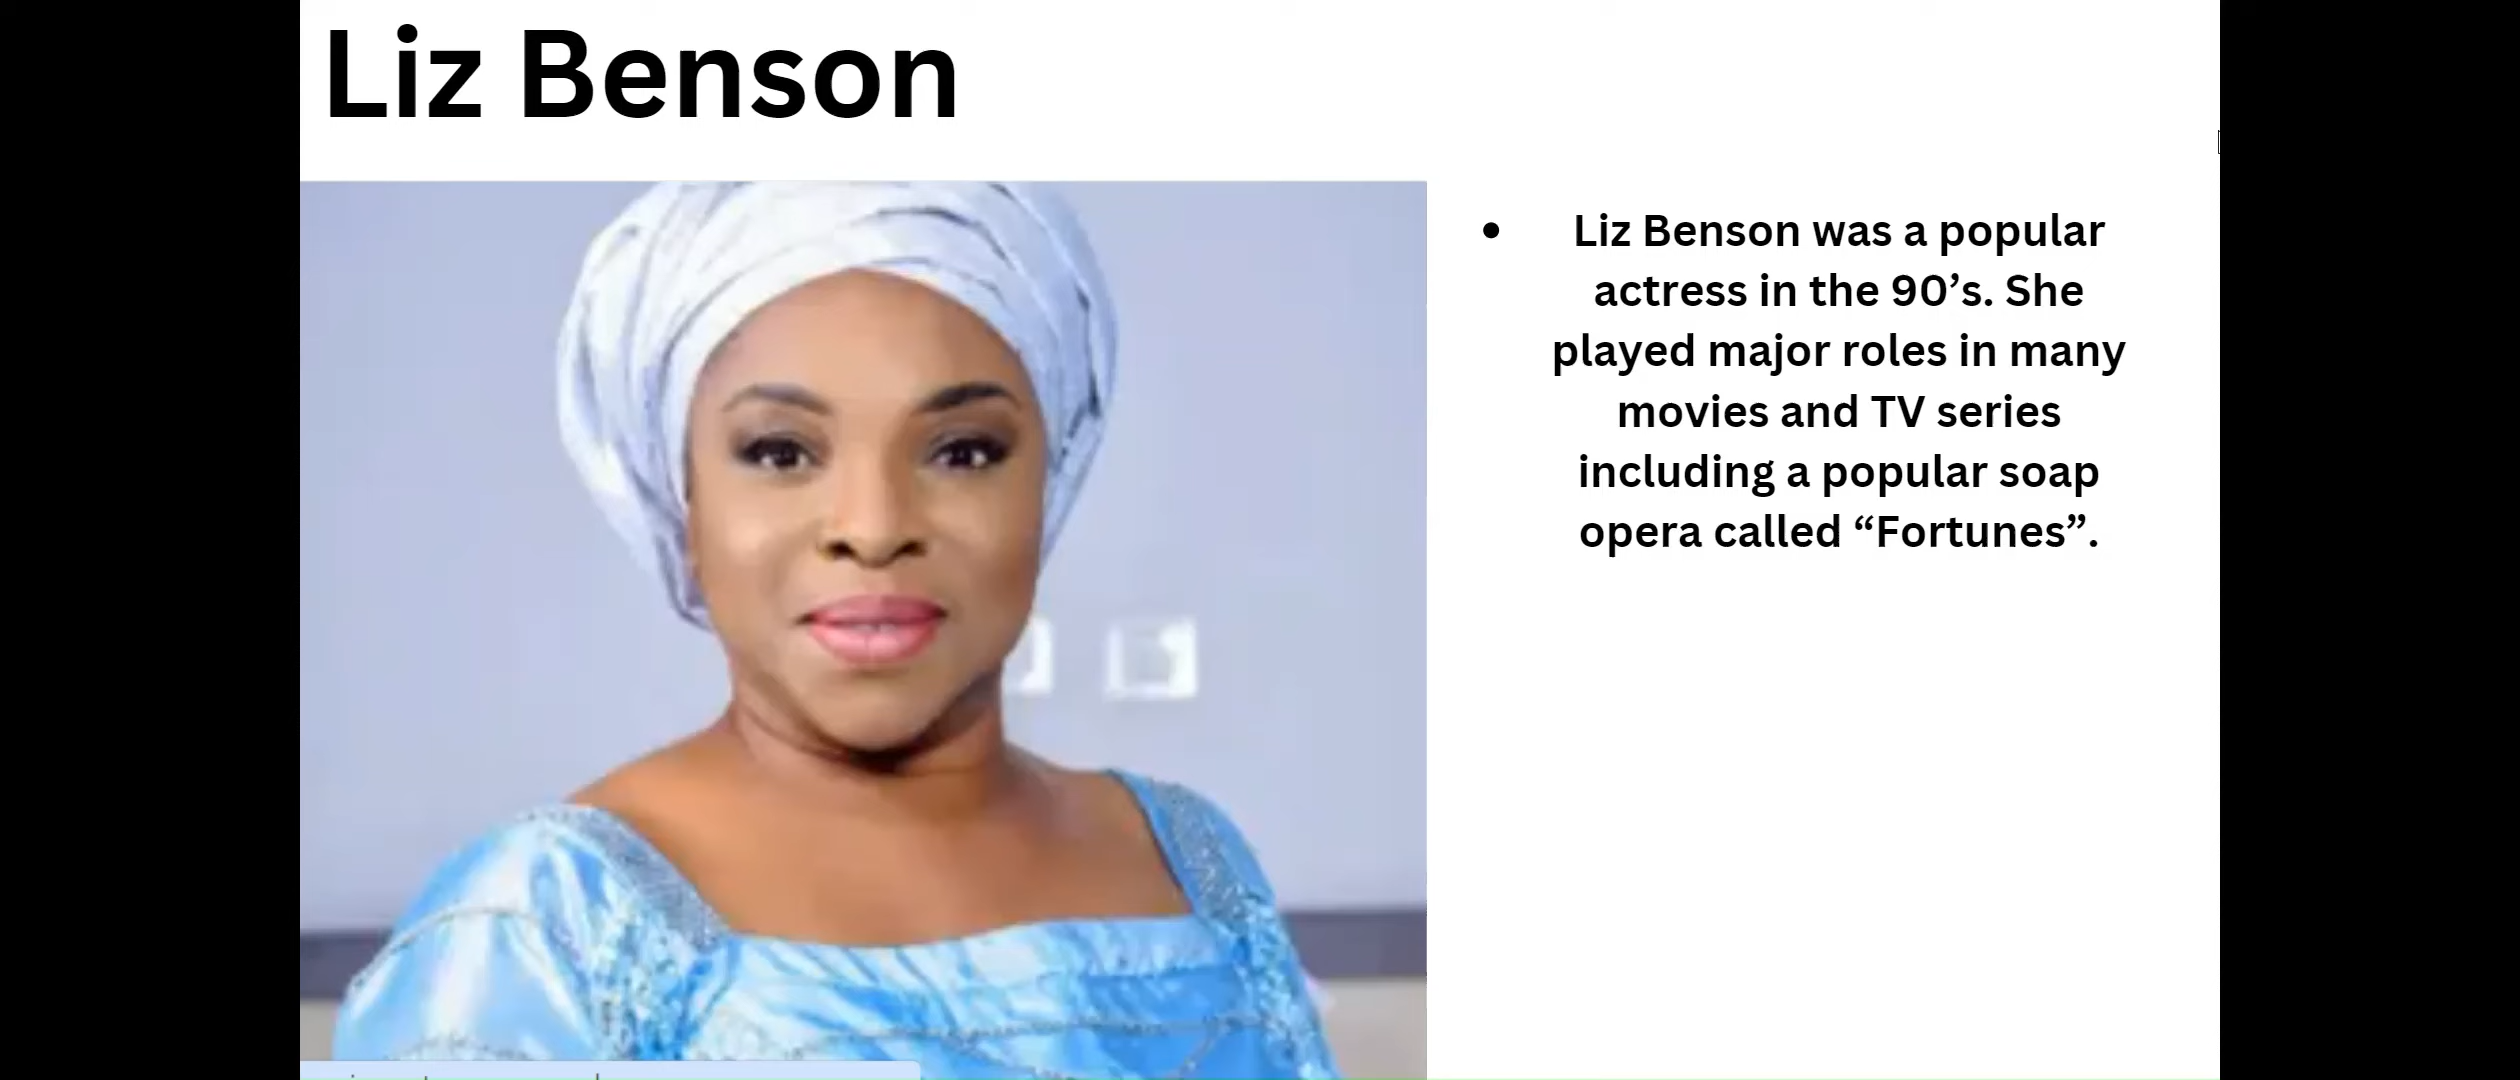 Liz Benson
• Liz Benson was a popular
actress in the 90’s. She
played major roles in many
movies and TV series
including a popular soap
opera called “Fortunes”.